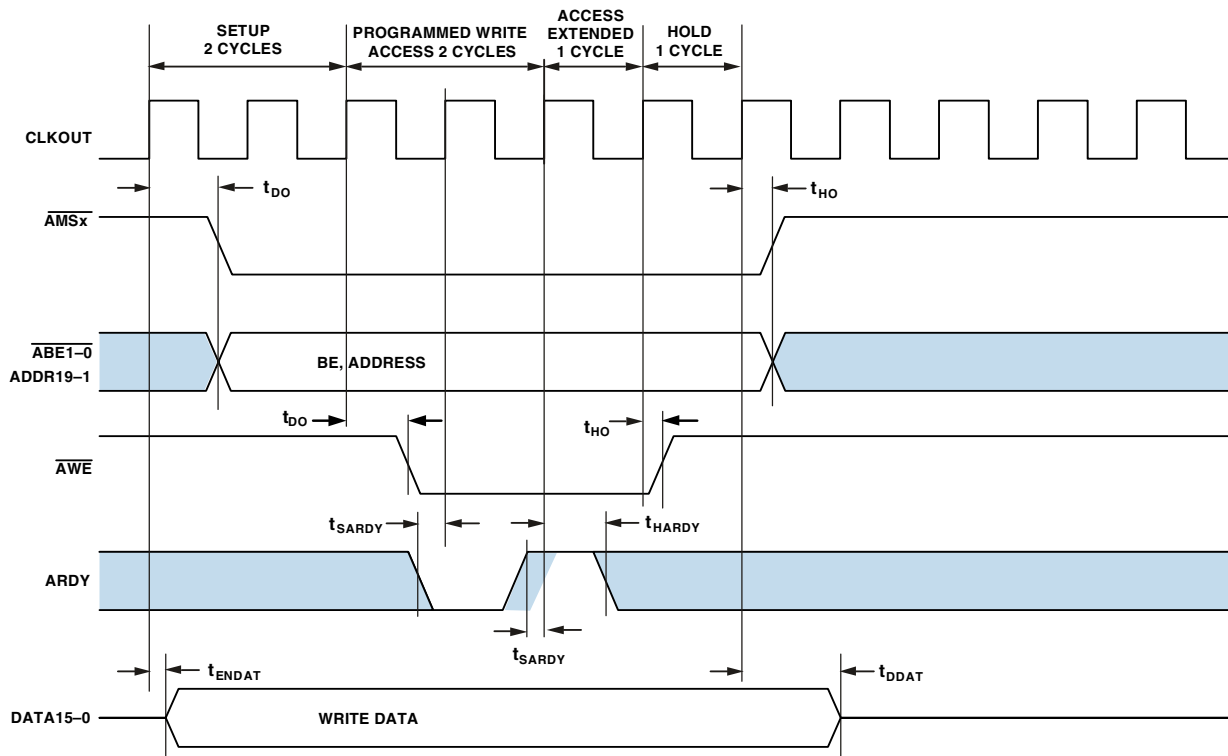 SETUP
2 CYCLES
PROGRAMMED WRITE
ACCESS 2 CYCLES
ACCESS
EXTENDED
1 CYCLE
HOLD
1 CYCLE
CLKOUT
tDO
tHO
AMSx
ABE1–0
ADDR19–1
BE, ADDRESS
tDO
tHO
AWE
tSARDY
tHARDY
ARDY
tSARDY
tENDAT
tDDAT
DATA15–0
WRITE DATA